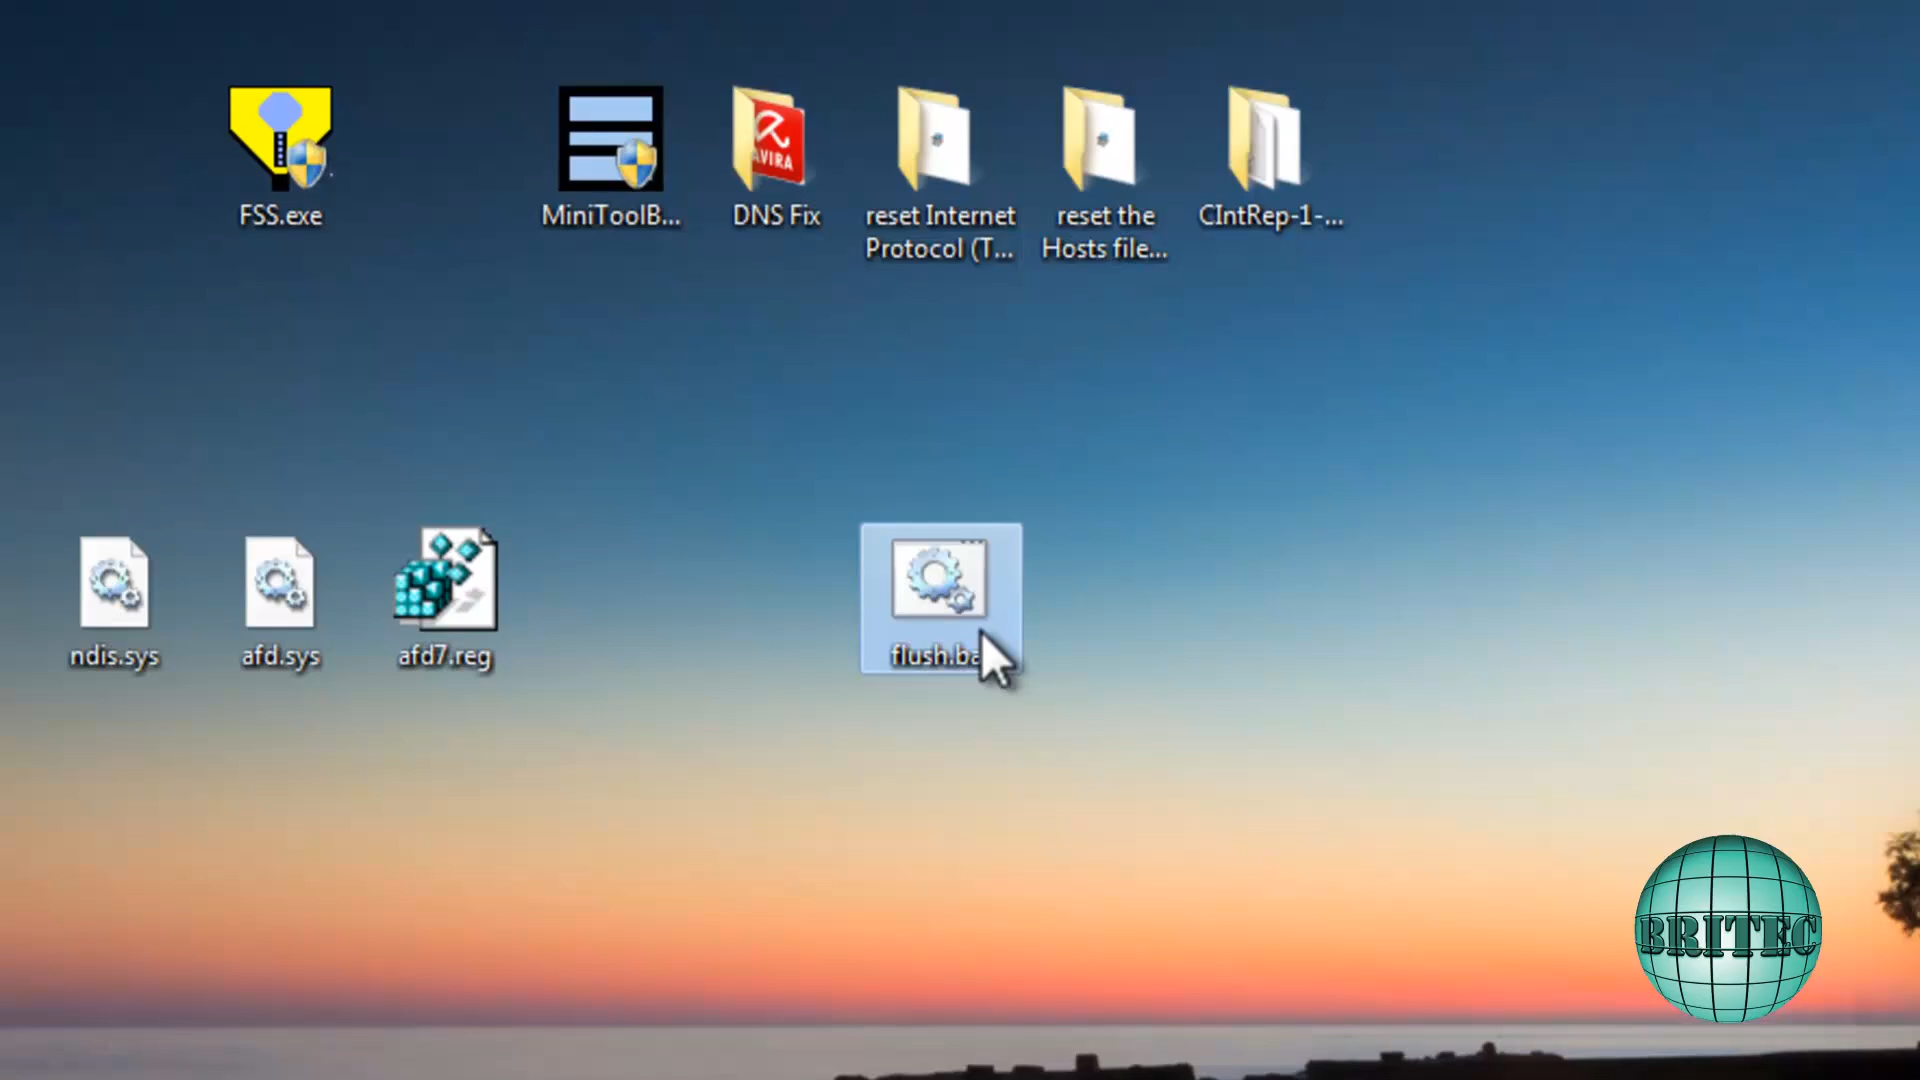 FSS.exe
MiniToolB...
AVIRA
DNS Fix
reset Internet
Protocol (T...
reset the
Hosts file...
CIntRep-1-...
ndis.sys
afd.sys
afd7.reg
flush.ba
BRITEC